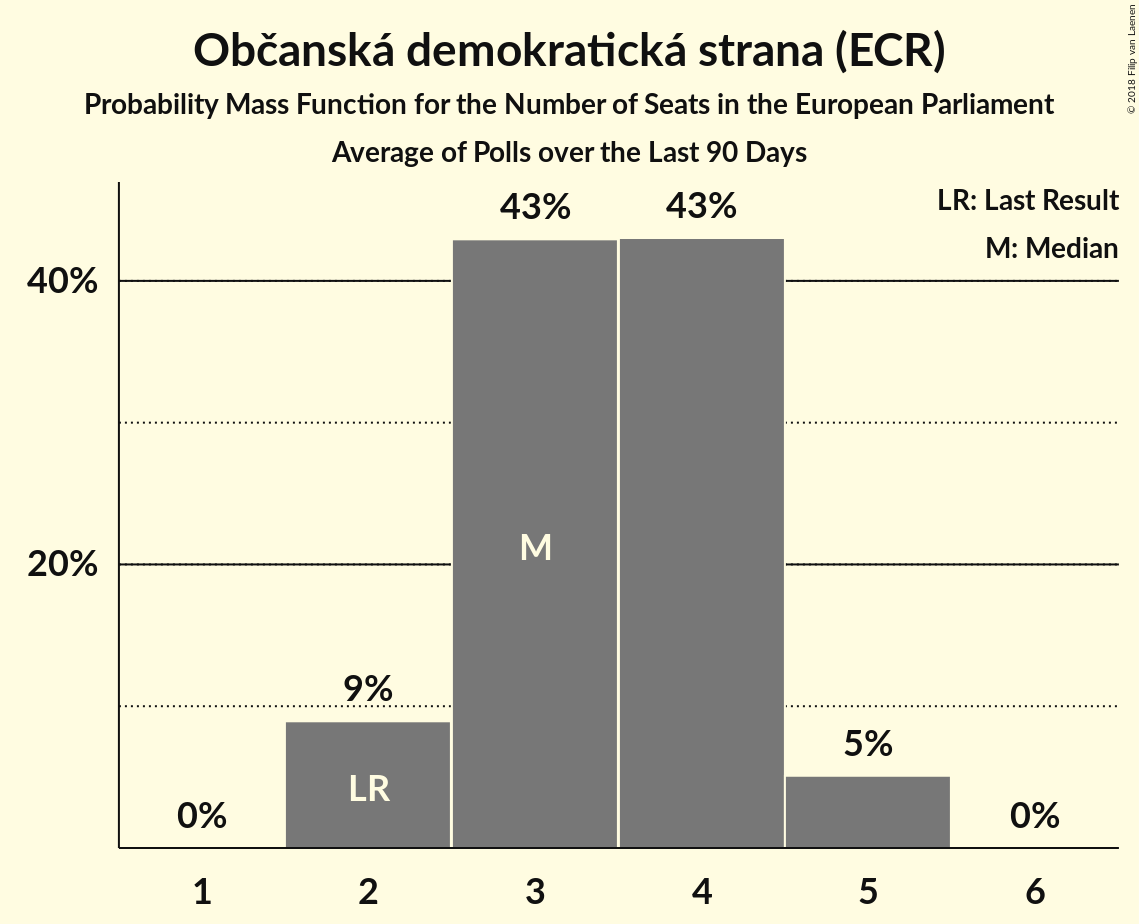 Občanská demokratická strana (ECR)
Probability Mass Function for the Number of Seats in the European Parliament
Average of Polls over the Last 90 Days
© 2018 Filip van Laenen
LR: Last Result
M: Median
43%
43%
40%
M
20%
9%
5%
LR
0%
0%
1
2
3
4
5
6